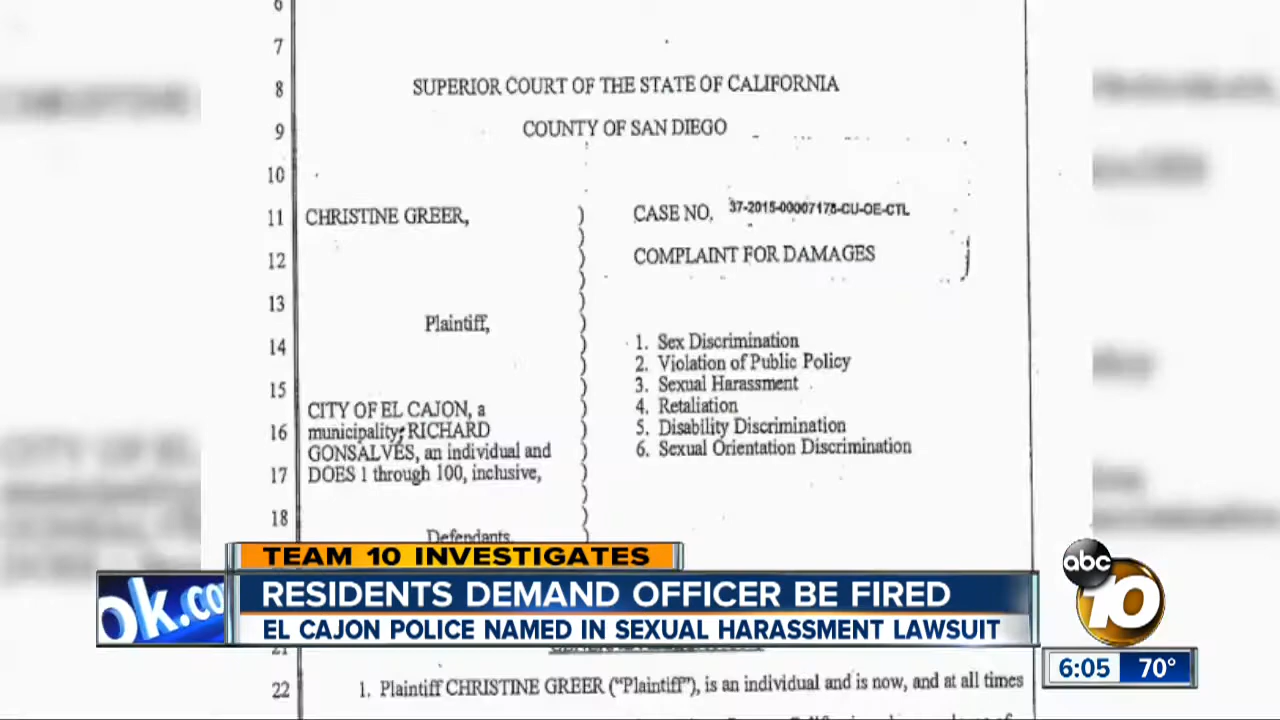 6
7
8 SUPERIOR COURT OF THE STATE OF CALIFORNIA
9 COUNTY OF SAN DIEGO
10
11 CHRISTINE GREER, ) CASE NO. 37-2015-00007178-CU-OE-CTL
12 COMPLAINT FOR DAMAGES
13 Plaintiff,
14 1. Sex Discrimination
2. Violation of Public Policy
15 3. Sexual Harassment
CITY OF EL CAJON, a 4. Retaliation
16 municipality; RICHARD 5. Disability Discrimination
GONSALVES, an individual and 6. Sexual Orientation Discrimination
17 DOES 1 through 100, inclusive,
18
Defendants.
TEAM 10 INVESTIGATES
ok.co
RESIDENTS DEMAND OFFICER BE FIRED
EL CAJON POLICE NAMED IN SEXUAL HARASSMENT LAWSUIT
abc
10
6:05 70°
21
22 1. Plaintiff CHRISTINE GREER ("Plaintiff"), is an individual and is now, and at all times